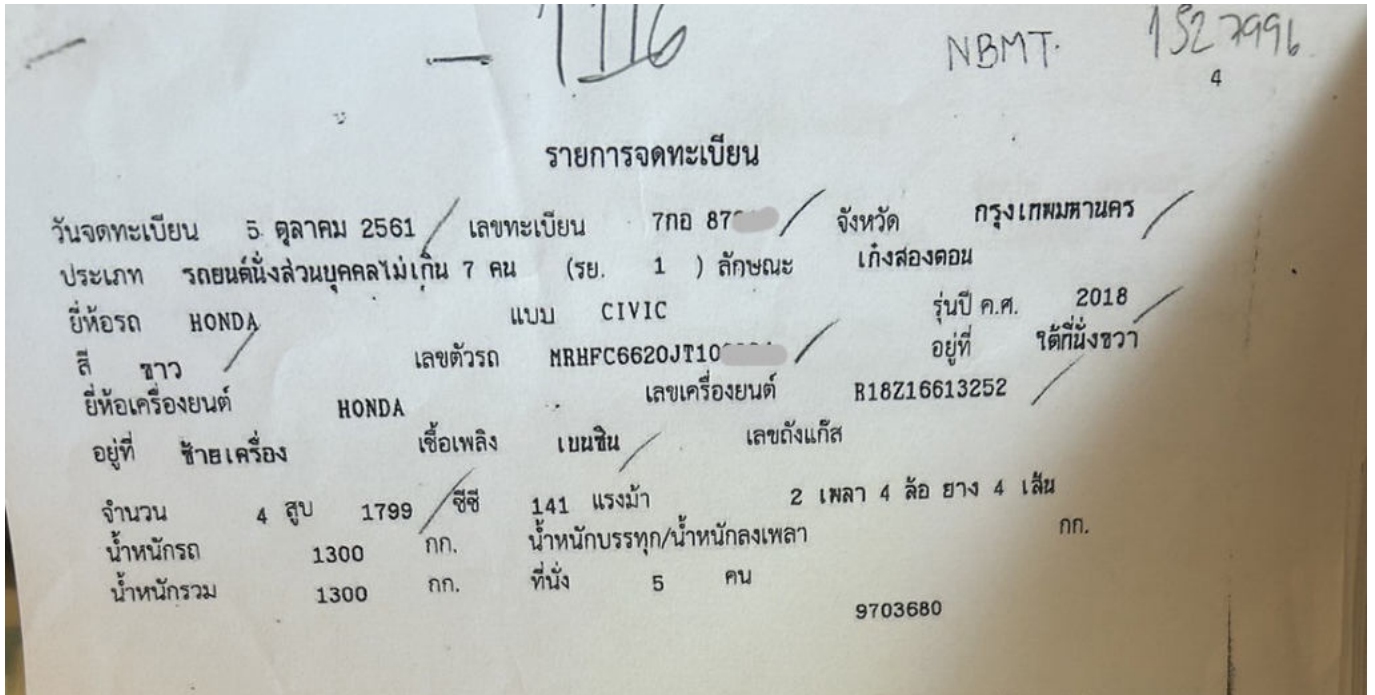 1116
NBMT. 1527996
4
รายการจดทะเบียน
วันจดทะเบียน 5 ตุลาคม 2561 เลขทะเบียน 7กอ 87 จังหวัด กรุงเทพมหานคร
ประเภท รถยนต์นั่งส่วนบุคคลไม่เกิน 7 คน (รย. 1 ) ลักษณะ เก๋งสองตอน
ยี่ห้อรถ HONDA แบบ CIVIC รุ่นปี ค.ศ. 2018
สี ขาว เลขตัวรถ MRHFC6620JT10 อยู่ที่ ใต้ที่นั่งขวา
ยี่ห้อเครื่องยนต์ HONDA เลขเครื่องยนต์ R18Z16613252
อยู่ที่ ซ้ายเครื่อง เชื้อเพลิง เบนซิน เลขถังแก๊ส
จำนวน 4 สูบ 1799 ซีซี 141 แรงม้า 2 เพลา 4 ล้อ ยาง 4 เส้น
น้ำหนักรถ 1300 กก. น้ำหนักบรรทุก/น้ำหนักลงเพลา กก.
น้ำหนักรวม 1300 กก. ที่นั่ง 5 คน
9703680